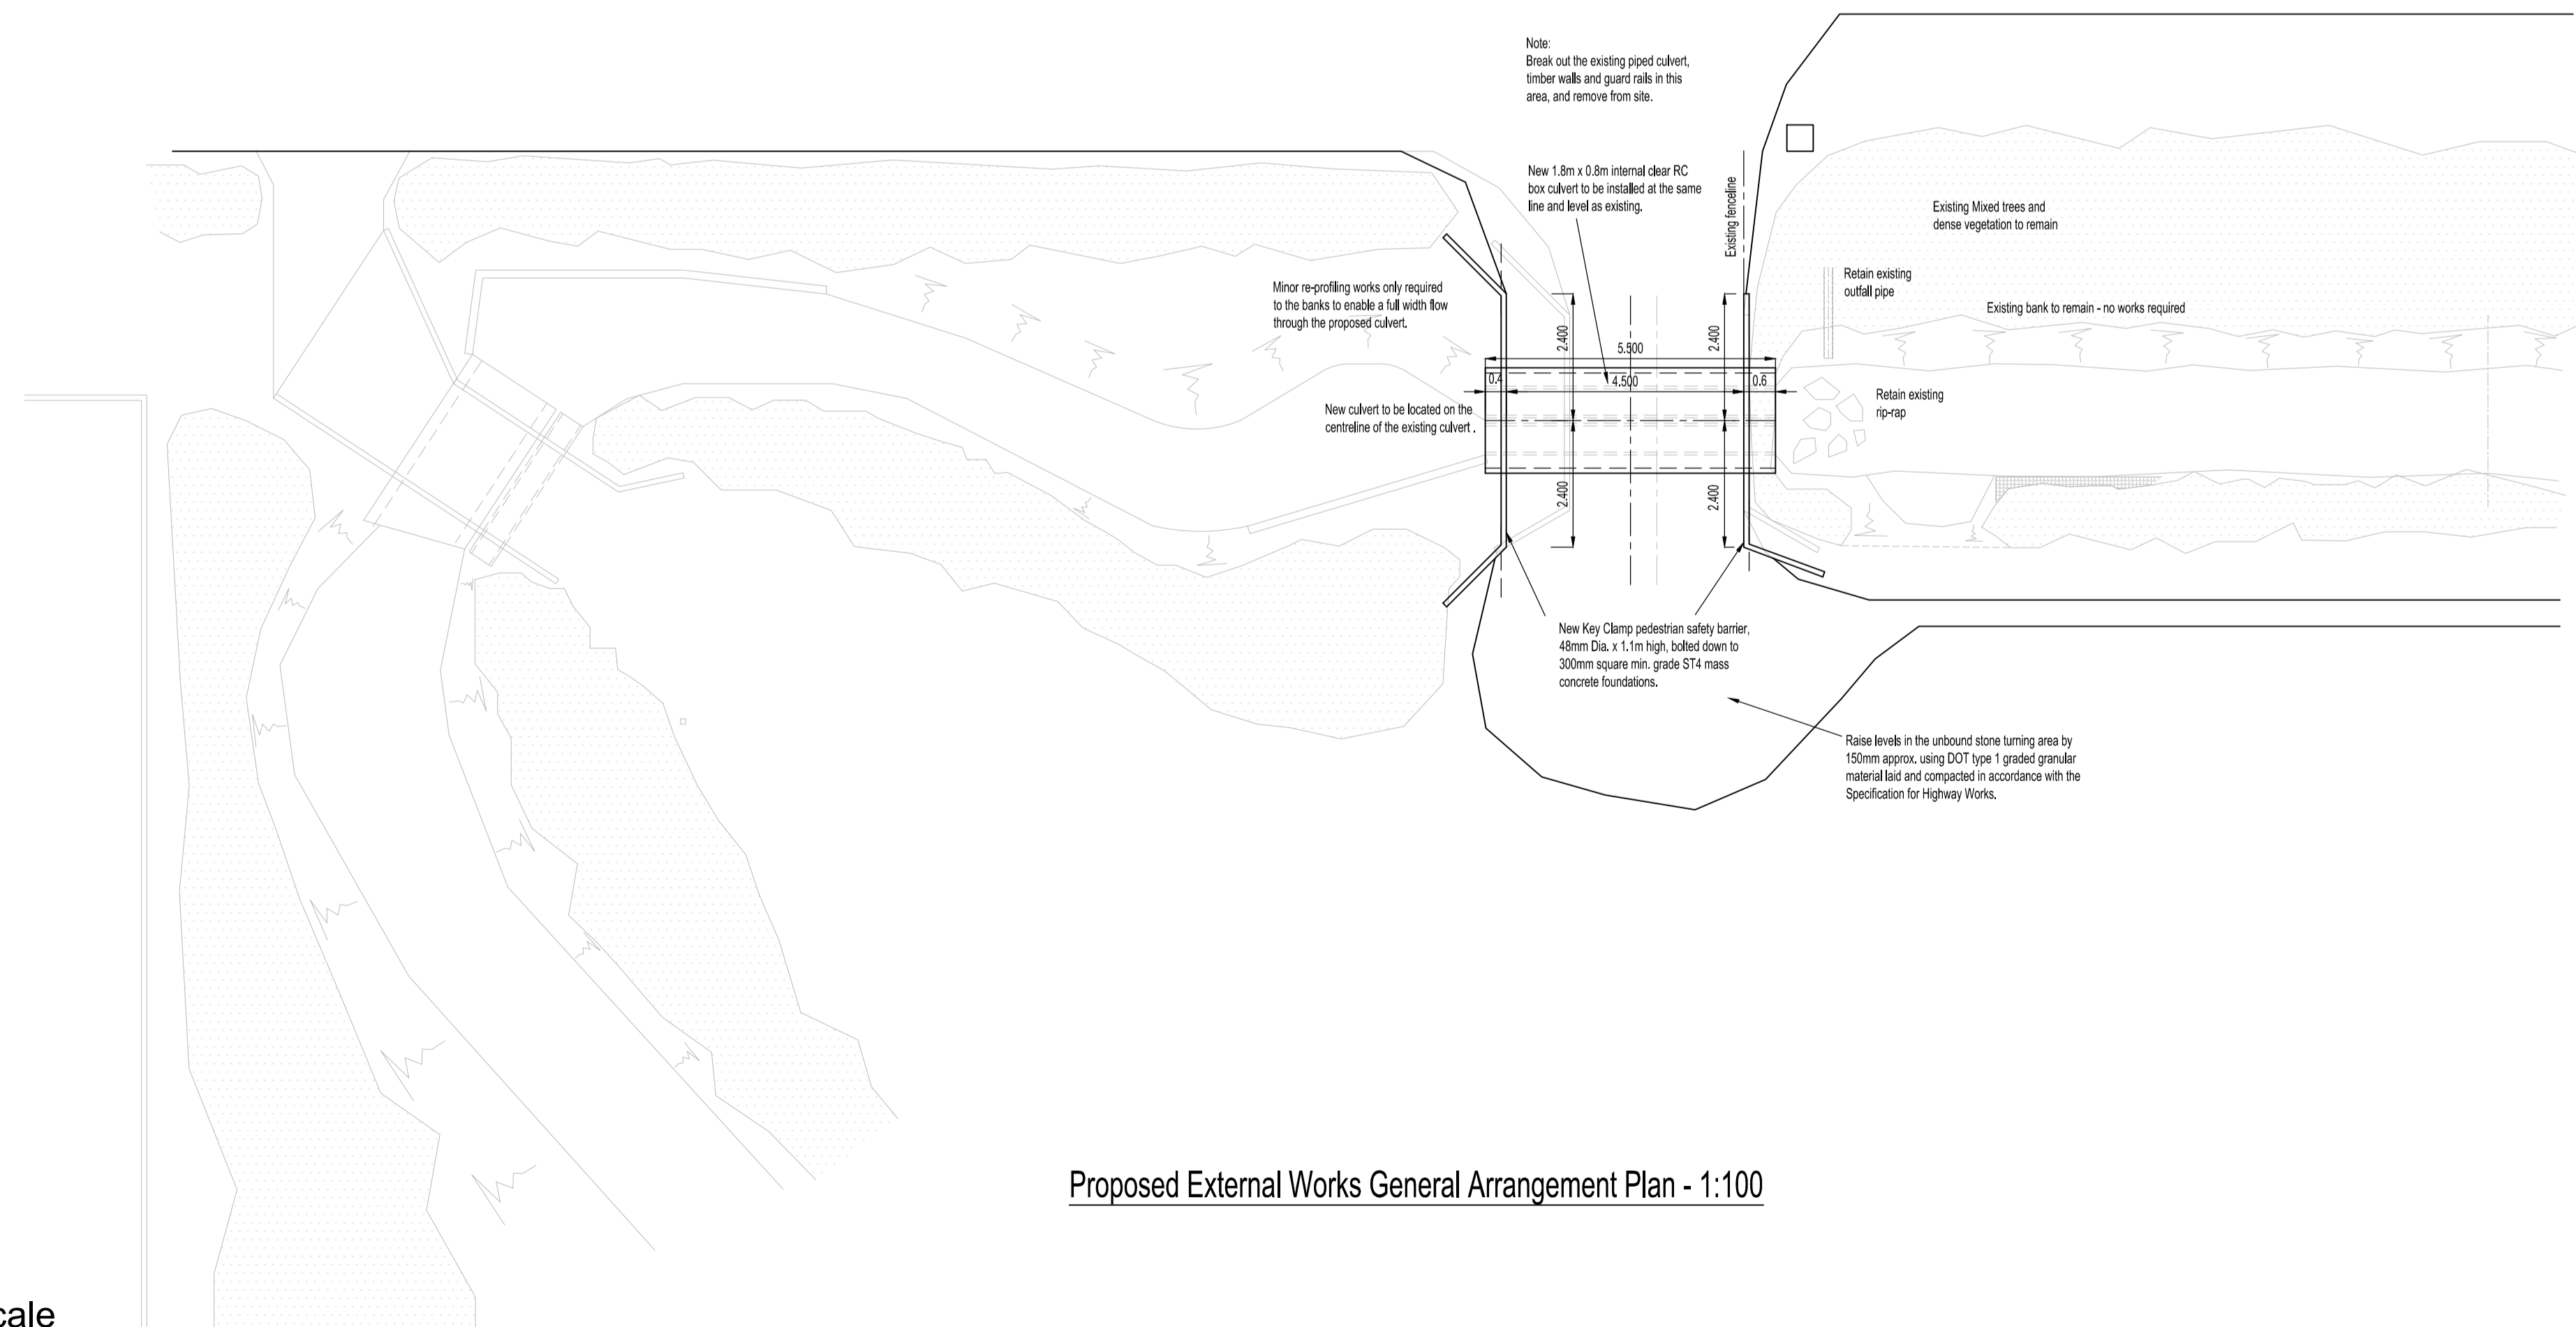 Note:
Break out the existing piped culvert,
timber walls and guard rails in this
area, and remove from site.
New 1.8m x 0.8m internal clear RC
box culvert to be installed at the same
line and level as existing.
Existing fenceline
Existing Mixed trees and
dense vegetation to remain
Retain existing
outfall pipe
Existing bank to remain - no works required
Minor re-profiling works only required
to the banks to enable a full width flow
through the proposed culvert.
2.400
5.500
2.400
0.4
4.500
0.6
Retain existing
rip-rap
New culvert to be located on the
centreline of the existing culvert .
2.400
2.400
New Key Clamp pedestrian safety barrier,
48mm Dia. x 1.1m high, bolted down to
300mm square min. grade ST4 mass
concrete foundations.
Raise levels in the unbound stone turning area by
150mm approx. using DOT type 1 graded granular
material laid and compacted in accordance with the
Specification for Highway Works.
Proposed External Works General Arrangement Plan - 1:100
cale